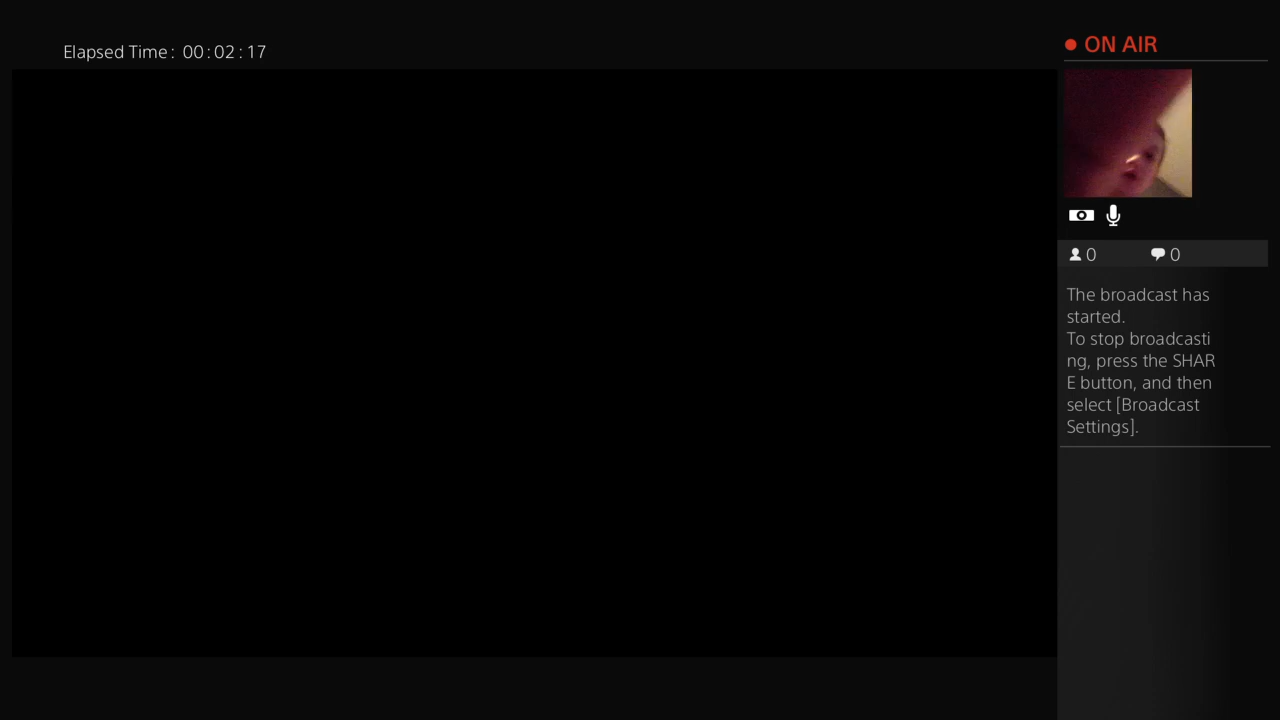 Elapsed Time: 00:02:17
ON AIR
0 0
The broadcast has
started.
To stop broadcasti
ng, press the SHAR
E button, and then
select [Broadcast
Settings].